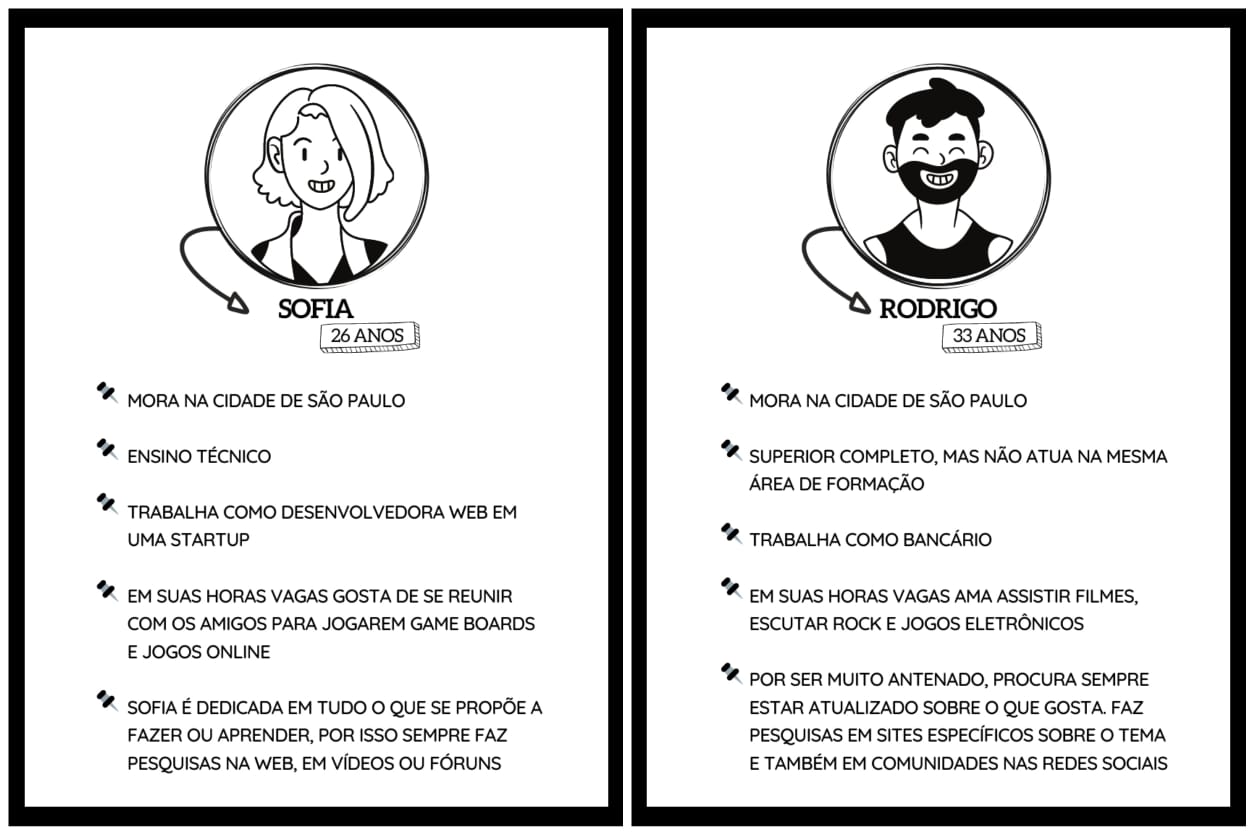 SOFIA
26 ANOS
MORA NA CIDADE DE SÃO PAULO
ENSINO TÉCNICO
TRABALHA COMO DESENVOLVEDORA WEB EM
UMA STARTUP
EM SUAS HORAS VAGAS GOSTA DE SE REUNIR
COM OS AMIGOS PARA JOGAREM GAME BOARDS
E JOGOS ONLINE
SOFIA É DEDICADA EM TUDO O QUE SE PROPÕE A
FAZER OU APRENDER, POR ISSO SEMPRE FAZ
PESQUISAS NA WEB, EM VÍDEOS OU FÓRUNS
RODRIGO
33 ANOS
MORA NA CIDADE DE SÃO PAULO
SUPERIOR COMPLETO, MAS NÃO ATUA NA MESMA
ÁREA DE FORMAÇÃO
TRABALHA COMO BANCÁRIO
EM SUAS HORAS VAGAS AMA ASSISTIR FILMES,
ESCUTAR ROCK E JOGOS ELETRÔNICOS
POR SER MUITO ANTENADO, PROCURA SEMPRE
ESTAR ATUALIZADO SOBRE O QUE GOSTA. FAZ
PESQUISAS EM SITES ESPECÍFICOS SOBRE O TEMA
E TAMBÉM EM COMUNIDADES NAS REDES SOCIAIS